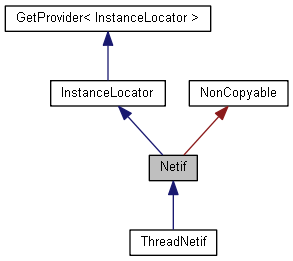 GetProvider< InstanceLocator >
InstanceLocator
NonCopyable
Netif
ThreadNetif